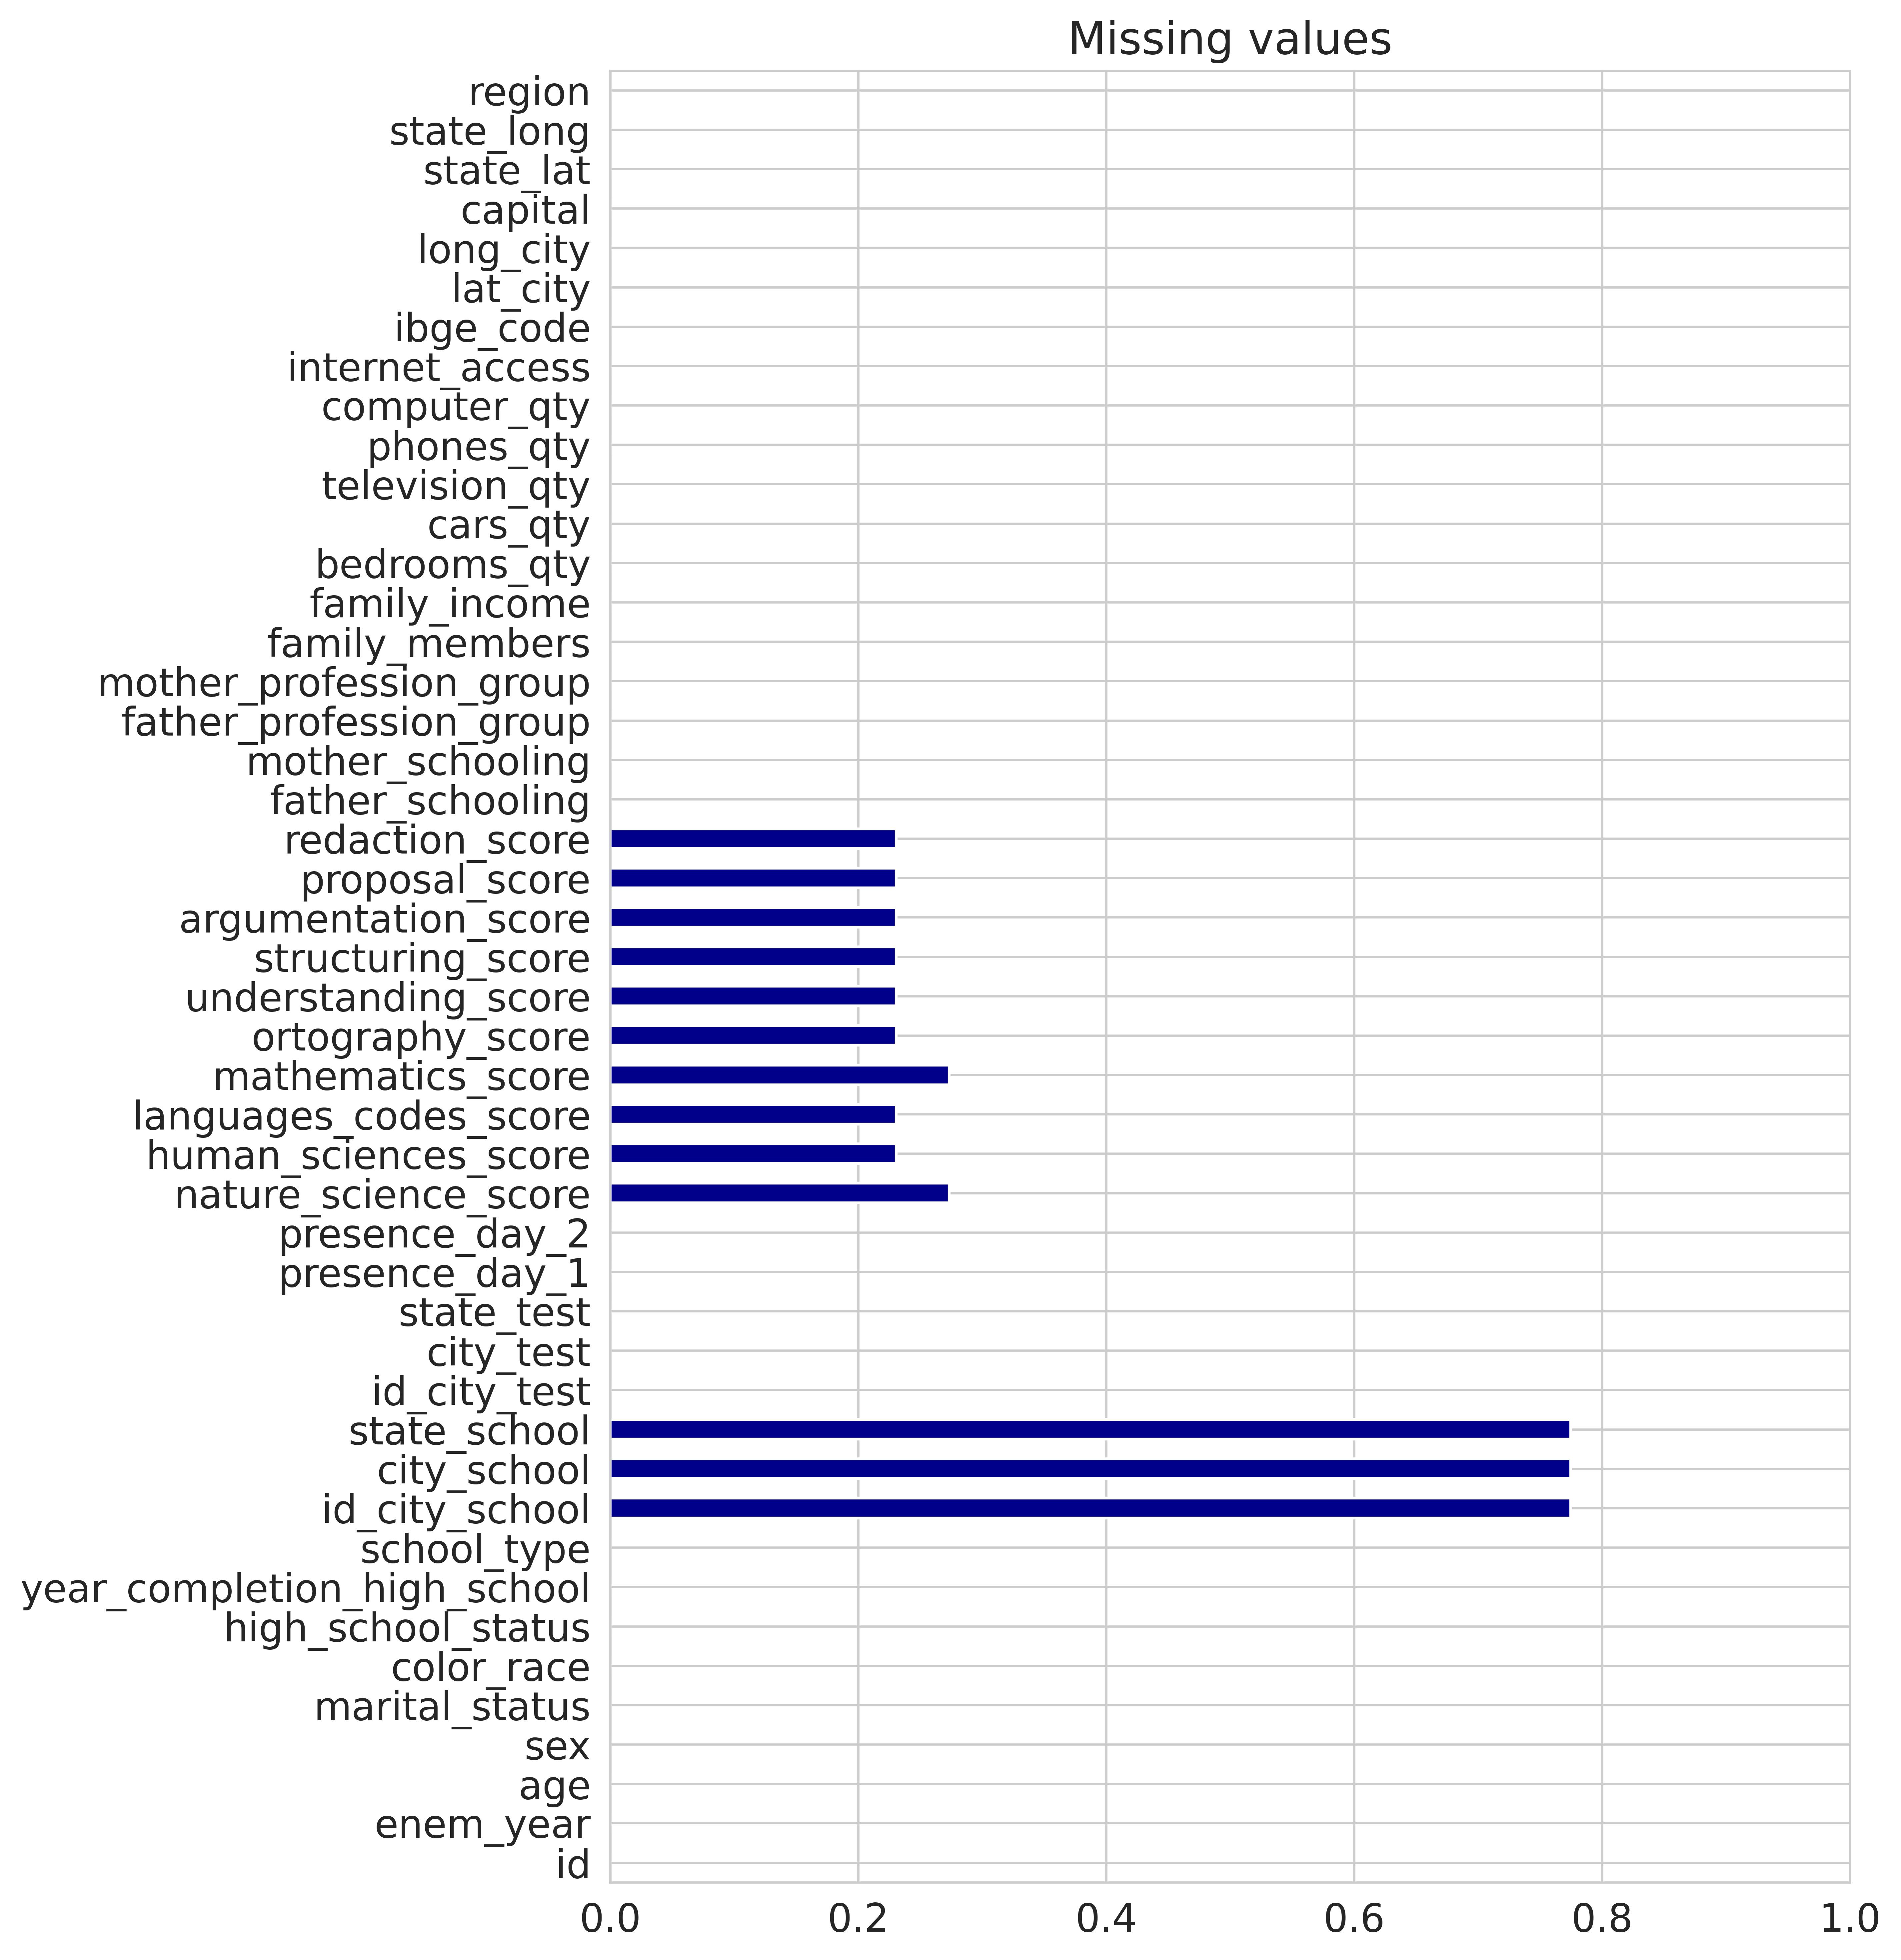 Missing values
region
state_long
state_lat
capital
long_city
lat_city
ibge_code
internet_access
computer_qty
phones_qty
television_qty
cars_qty
bedrooms_qty
family_income
family_members
mother_profession_group
father_profession_group
mother_schooling
father_schooling
redaction_score
proposal_score
argumentation_score
structuring_score
understanding_score
ortography_score
mathematics_score
languages_codes_score
human_sciences_score
nature_science_score
presence_day_2
presence_day_1
state_test
city_test
id_city_test
state_school
city_school
id_city_school
school_type
year_completion_high_school
high_school_status
color_race
marital_status
sex
age
enem_year
id
0.0 0.2 0.4 0.6 0.8 1.0